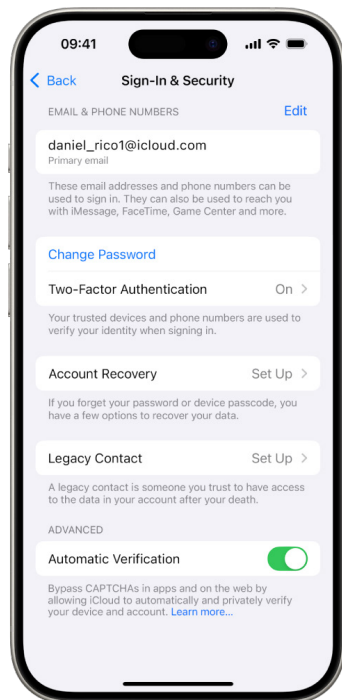 09:41
Back
Sign-In & Security
EMAIL & PHONE NUMBERS
Edit
daniel_rico1@icloud.com
Primary email
These email addresses and phone numbers can be
used to sign in. They can also be used to reach you
with iMessage, FaceTime, Game Center and more.
Change Password
Two-Factor Authentication On
Your trusted devices and phone numbers are used to
verify your identity when signing in.
Account Recovery Set Up
If you forget your password or device passcode, you
have a few options to recover your data.
Legacy Contact Set Up
A legacy contact is someone you trust to have access
to the data in your account after your death.
ADVANCED
Automatic Verification
Bypass CAPTCHAs in apps and on the web by
allowing iCloud to automatically and privately verify
your device and account. Learn more...